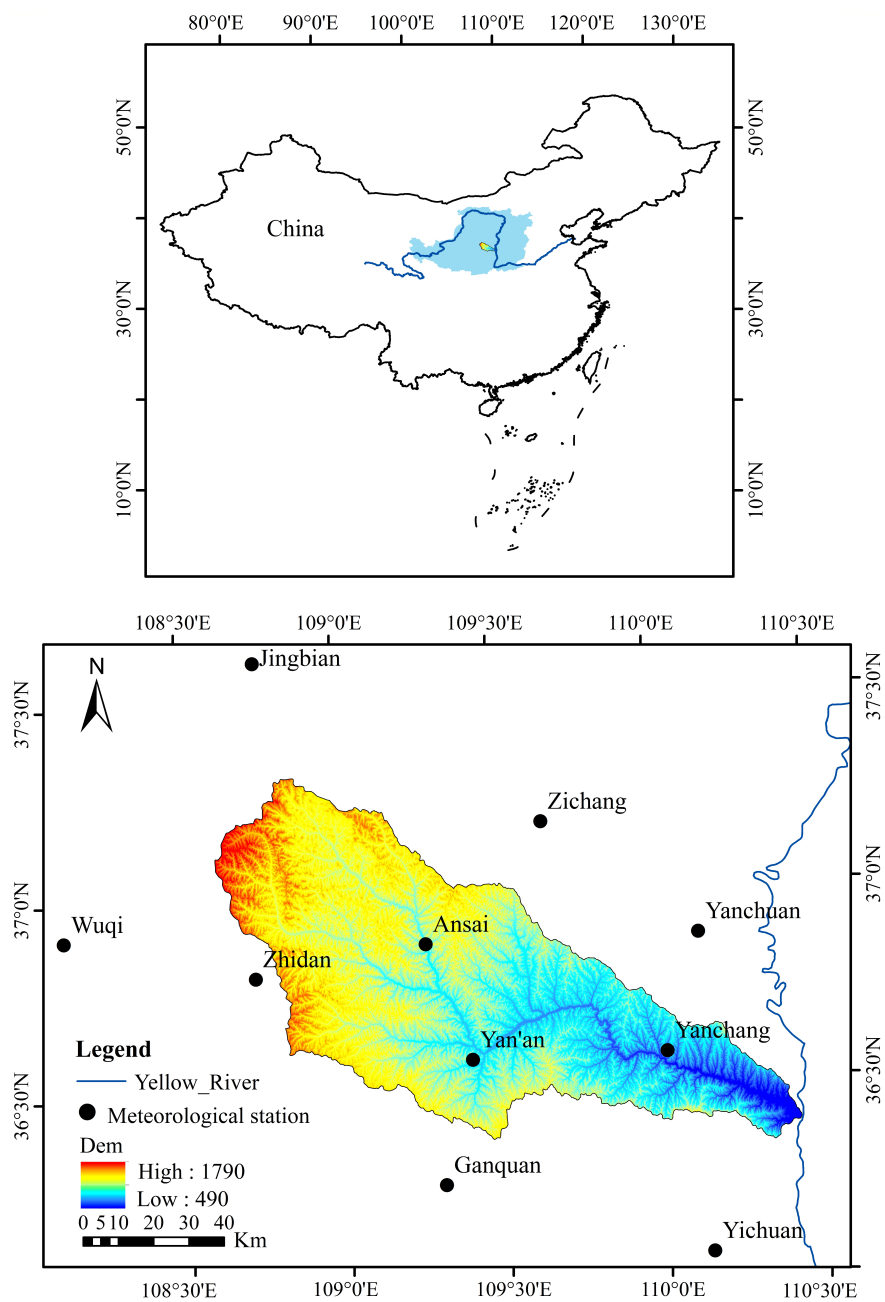 80°0'E 90°0'E 100°0'E 110°0'E 120°0'E 130°0'E
50°0'N 50°0'N
China
30°0'N 30°0'N
10°0'N 10°0'N
108°30'E 109°0'E 109°30'E 110°0'E 110°30'E
N
Jingbian
37°30'N 37°30'N
Zichang
37°0'N 37°0'N
Yanchuan
Wuqi
Ansai
Zhidan
Yan'an
Yanchang
Legend
Yellow_River
36°30'N 36°30'N
Meteorological station
Dem
High : 1790
Low : 490
Ganquan
0 5 10 20 30 40
Km
Yichuan
108°30'E 109°0'E 109°30'E 110°0'E 110°30'E